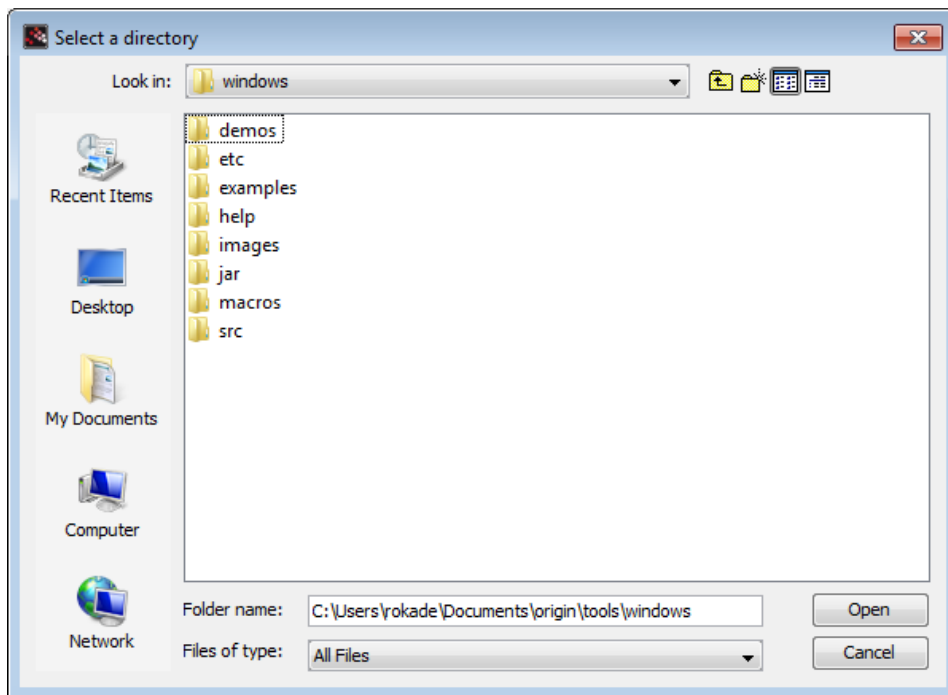 Select a directory
Look in:
windows
Recent Items
Desktop
My Documents
Computer
Network
demos
etc
examples
help
images
jar
macros
src
Folder name:
C:\Users\rokade\Documents\origin\tools\windows
Open
Files of type:
All Files
Cancel